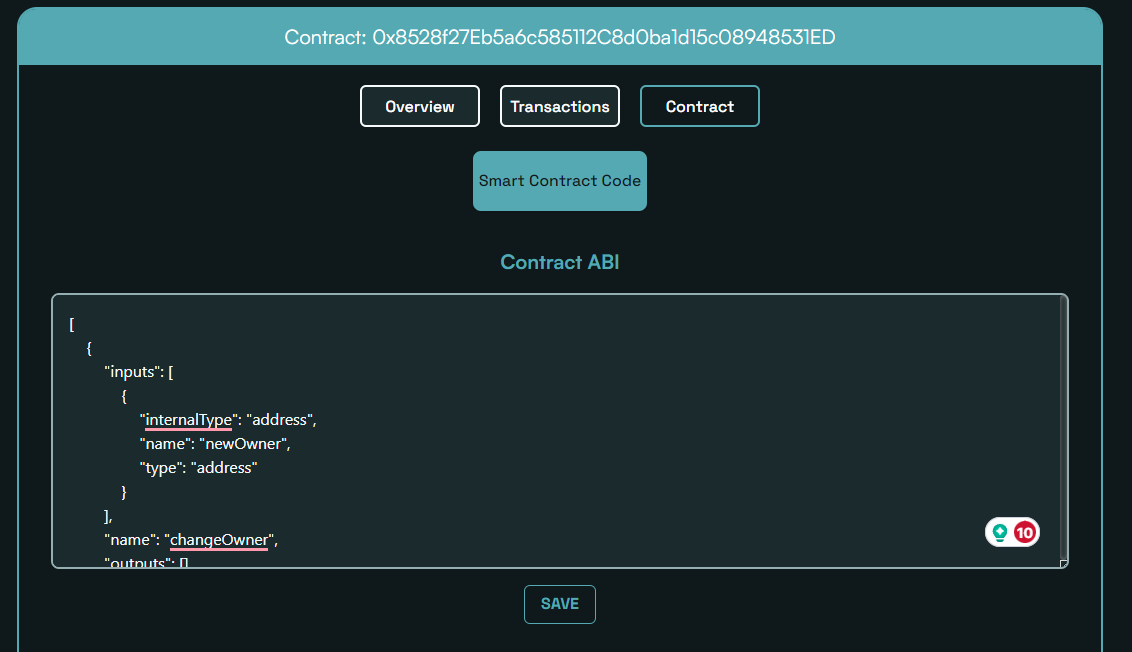 Contract: 0x8528f27Eb5a6c585112C8d0ba1d15c08948531ED
Overview Transactions Contract
Smart Contract Code
Contract ABI
[
{
"inputs": [
{
"internalType": "address",
"name": "newOwner",
"type": "address"
}
],
"name": "changeOwner",
"outputs": []
10
SAVE